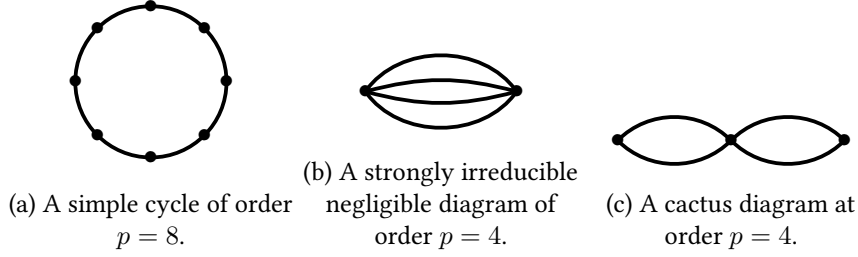 (a) A simple cycle of order
p = 8.
(b) A strongly irreducible
negligible diagram of
order p = 4.
(c) A cactus diagram at
order p = 4.